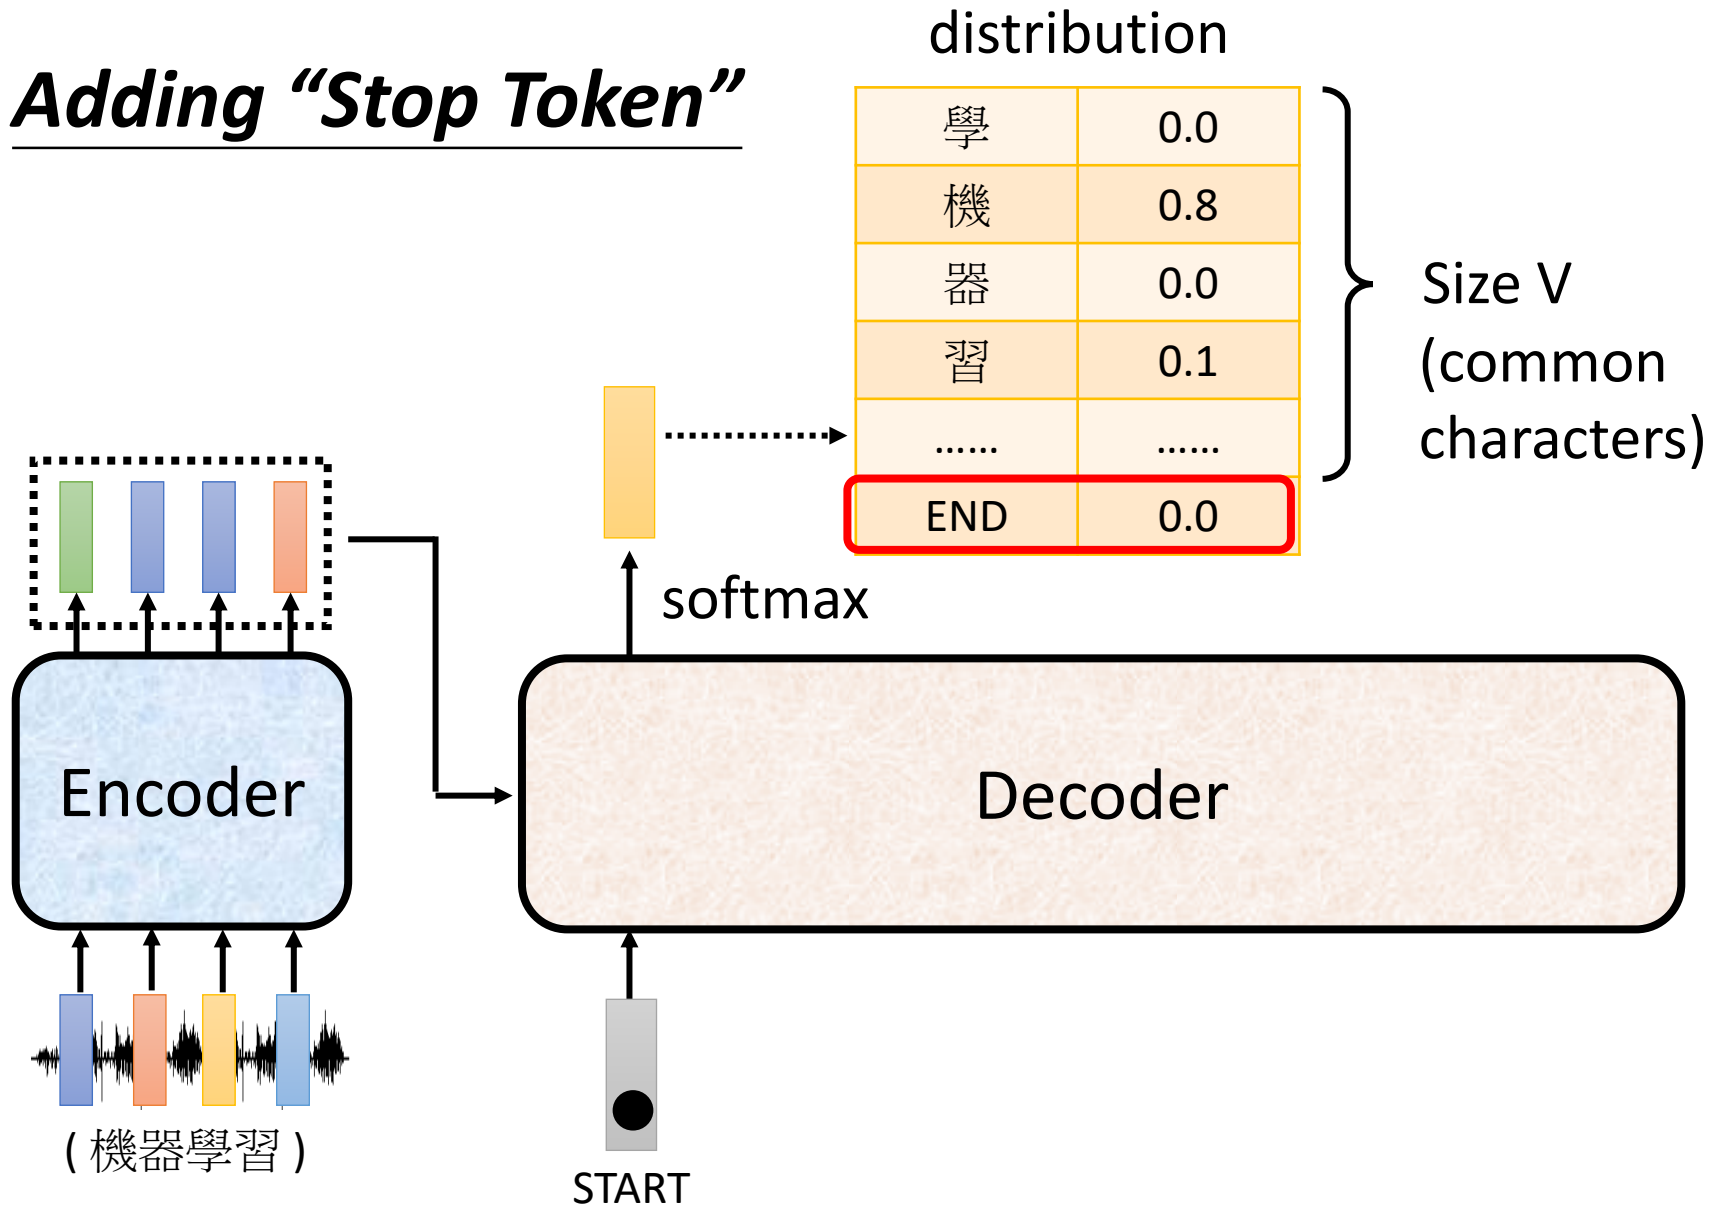 Adding “Stop Token”
distribution
學 0.0
機 0.8
器 0.0
習 0.1
...... ......
END 0.0
Size V
(common
characters)
softmax
Encoder
Decoder
( 機器學習 )
START